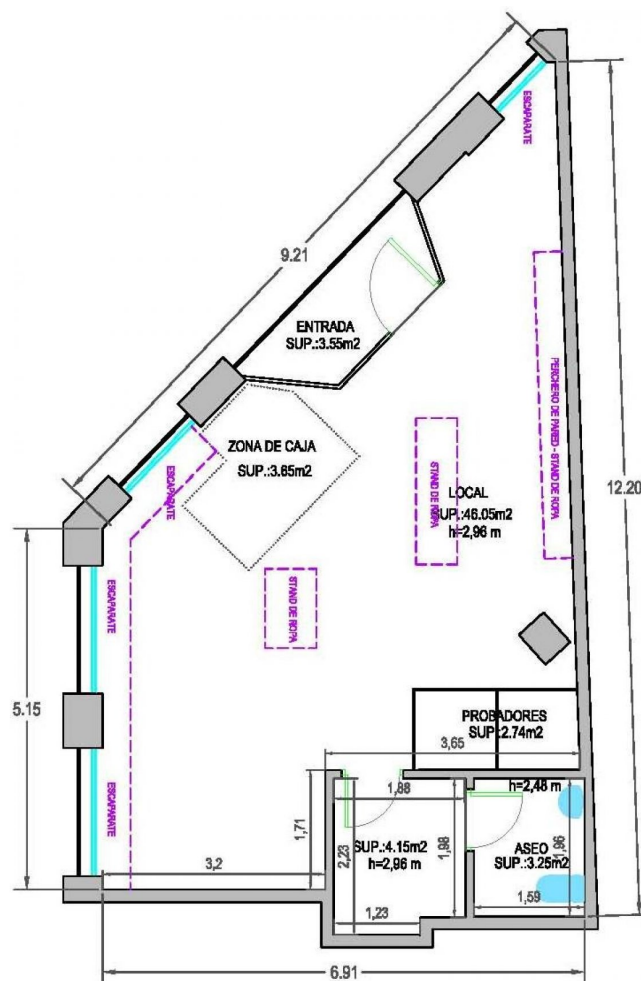 ESCAPARATE
9.21
ENTRADA
SUP.:3.55m2
PERCHERO DE PARED - STAND DE ROPA
ZONA DE CAJA
SUP.:3.65m2
ESCAPARATE
STAND DE ROPA
LOCAL
SUP.:46.05m2
h=2,96 m
12.20
STAND DE ROPA
ESCAPARATE
5.15
PROBADORES
SUP.:2.74m2
3,65
h=2,48 m
1,88
ESCAPARATE
1,71
2,23
SUP.:4.15m2
h=2,96 m
1,98
ASEO
SUP.:3.25m2
1,96
3,2
1,23
1,59
6.91